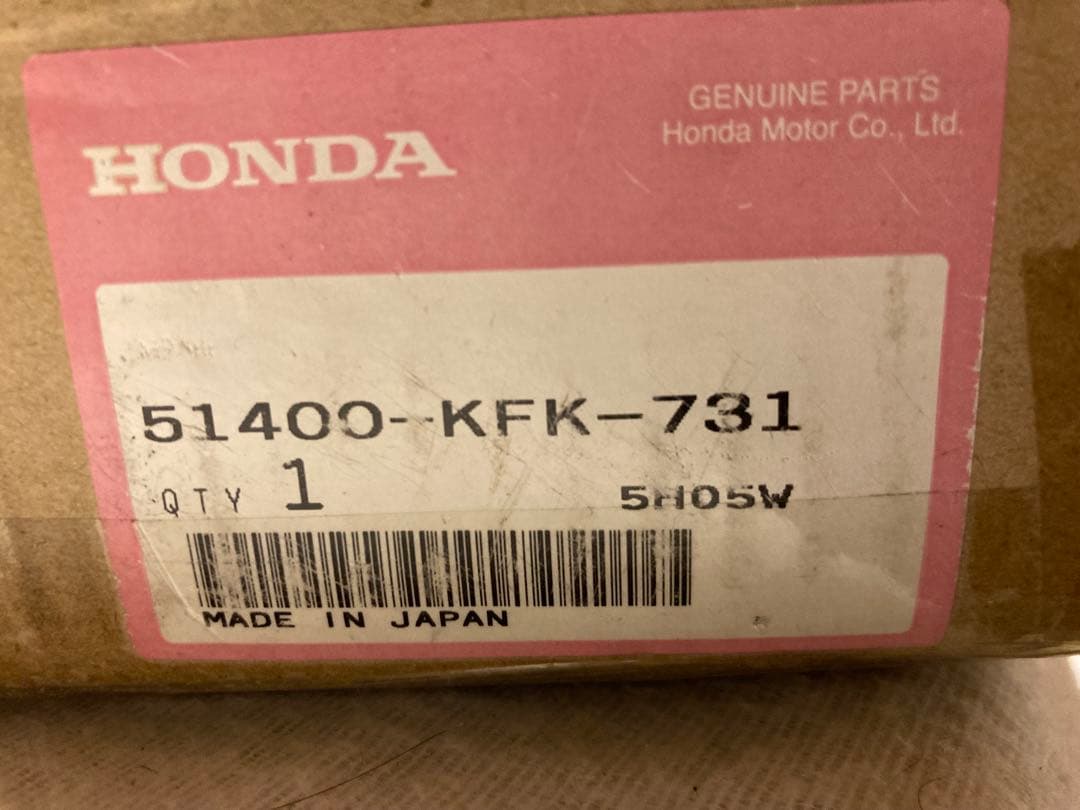 HONDA
GENUINE PARTS
Honda Motor Co., Ltd.
51400-KFK-731
QTY 1
5H05W
MADE IN JAPAN